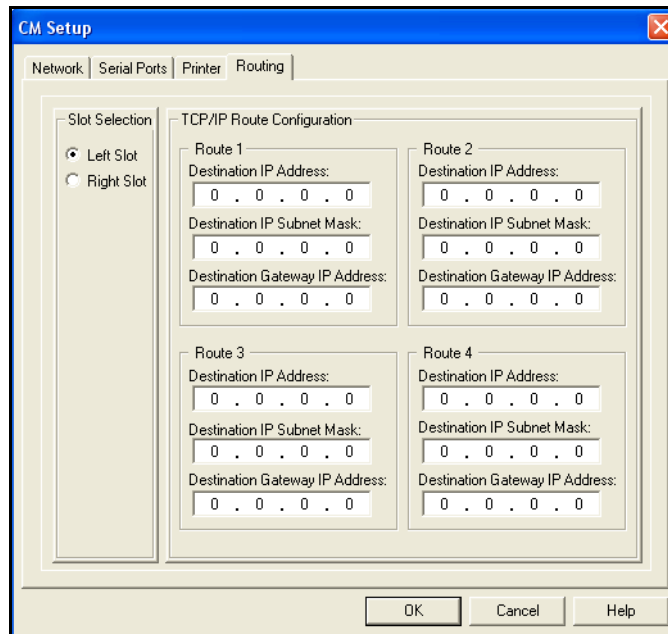 CM Setup
Network Serial Ports Printer Routing
Slot Selection
Left Slot
Right Slot
TCP/IP Route Configuration
Route 1
Destination IP Address:
0 . 0 . 0 . 0
Destination IP Subnet Mask:
0 . 0 . 0 . 0
Destination Gateway IP Address:
0 . 0 . 0 . 0
Route 2
Destination IP Address:
0 . 0 . 0 . 0
Destination IP Subnet Mask:
0 . 0 . 0 . 0
Destination Gateway IP Address:
0 . 0 . 0 . 0
Route 3
Destination IP Address:
0 . 0 . 0 . 0
Destination IP Subnet Mask:
0 . 0 . 0 . 0
Destination Gateway IP Address:
0 . 0 . 0 . 0
Route 4
Destination IP Address:
0 . 0 . 0 . 0
Destination IP Subnet Mask:
0 . 0 . 0 . 0
Destination Gateway IP Address:
0 . 0 . 0 . 0
OK Cancel Help